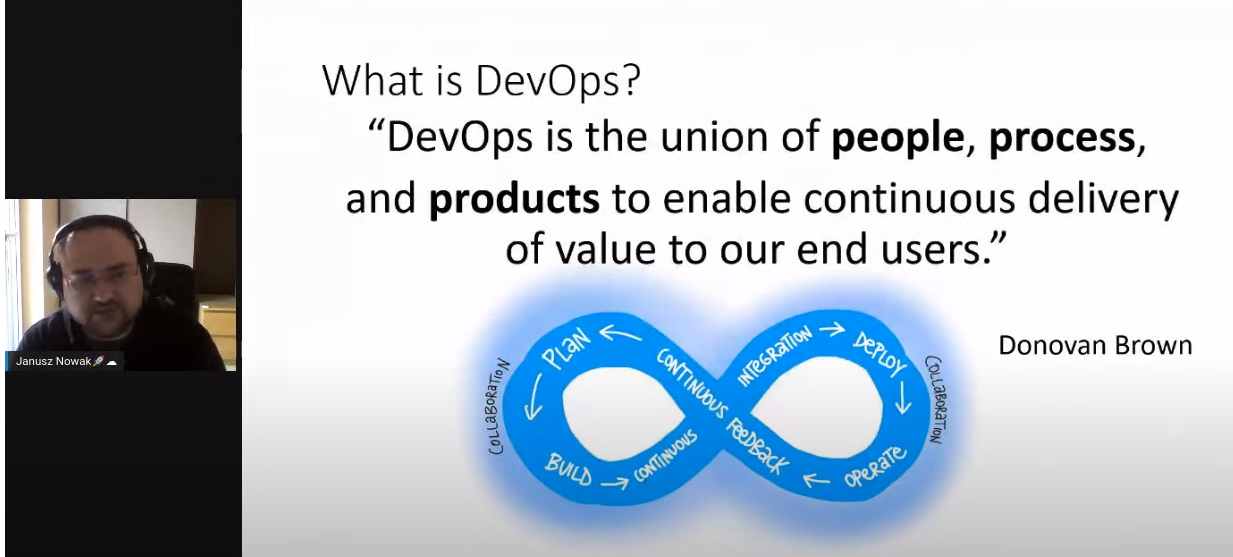 What is DevOps?
“DevOps is the union of people, process,
and products to enable continuous delivery
of value to our end users.”
Donovan Brown
PLAN
BUILD
CONTINUOUS
INTEGRATION
DEPLOY
OPERATE
CONTINUOUS FEEDBACK
COLLABORATION
COLLABORATION
Janusz Nowak🚀☁